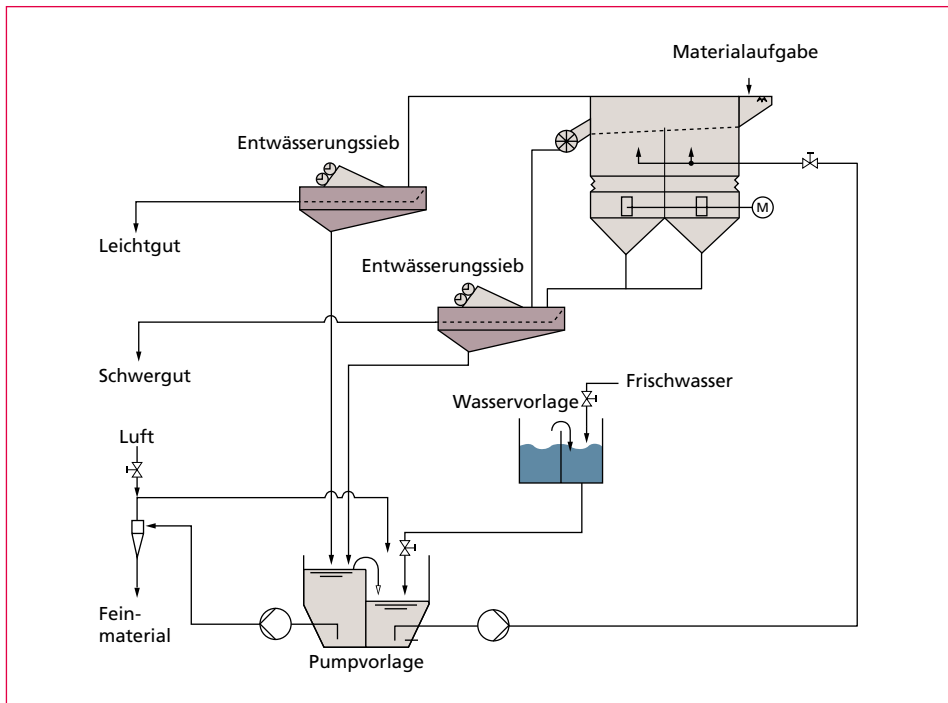 Materialaufgabe
Entwässerungssieb
M
Leichtgut
Entwässerungssieb
Schwergut
Frischwasser
Wasservorlage
Luft
Fein-
material
Pumpvorlage